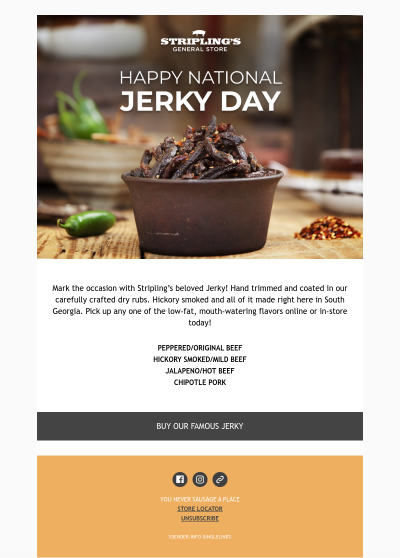 STRIPLING'S
GENERAL STORE
HAPPY NATIONAL
JERKY DAY
Mark the occasion with Stripling's beloved Jerky! Hand trimmed and coated in our
carefully crafted dry rubs. Hickory smoked and all of it made right here in South
Georgia. Pick up any one of the low-fat, mouth-watering flavors online or in-store
today!
PEPPERED/ORIGINAL BEEF
HICKORY SMOKED/MILD BEEF
JALAPENO/HOT BEEF
CHIPOTLE PORK
BUY OUR FAMOUS JERKY
YOU NEVER SAUSAGE A PLACE
STORE LOCATOR
UNSUBSCRIBE
%SENDER-INFO-SINGLELINE%